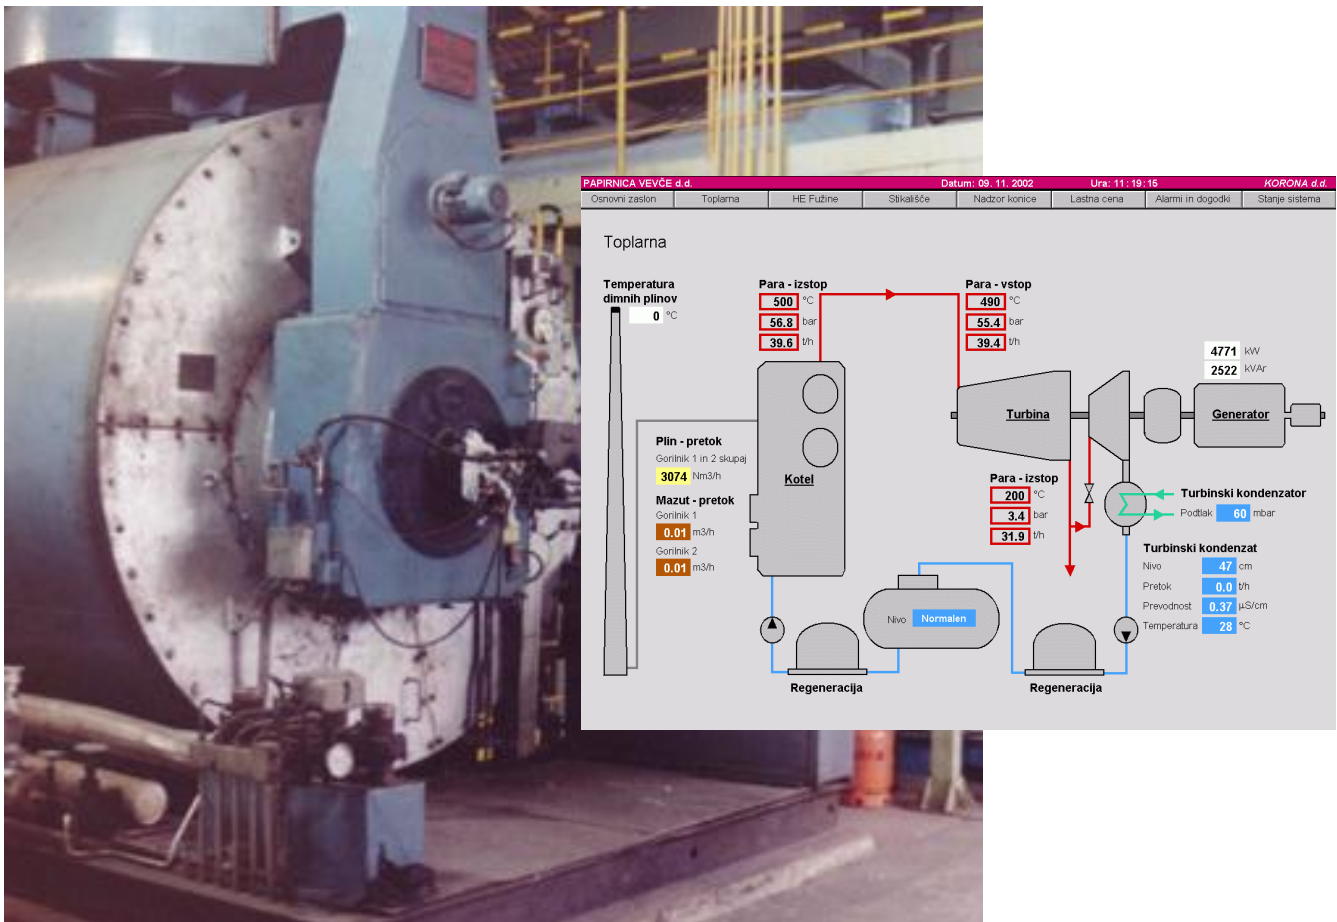 PAPIRNICA VEVČE d.d. Datum: 09. 11. 2002 Ura: 11:19:15 KORONA d.d.
Osnovni zaslon Toplarna HE Fužine Stikališče Nadzor konice Lastna cena Alarmi in dogodki Stanje sistema
Toplarna
Temperatura
dimnih plinov
0 °C
Para - izstop
500 °C
56.8 bar
39.6 t/h
Para - vstop
490 °C
55.4 bar
39.4 t/h
4771 kW
2522 kVAr
Turbina
Generator
Plin - pretok
Gorilnik 1 in 2 skupaj
3074 Nm3/h
Mazut - pretok
Gorilnik 1
0.01 m3/h
Gorilnik 2
0.01 m3/h
Kotel
Para - izstop
200 °C
3.4 bar
31.9 t/h
Turbinski kondenzator
Podtlak 60 mbar
Turbinski kondenzat
Nivo 47 cm
Pretok 0.0 t/h
Prevodnost 0.37 µS/cm
Temperatura 28 °C
Nivo Normalen
Regeneracija
Regeneracija